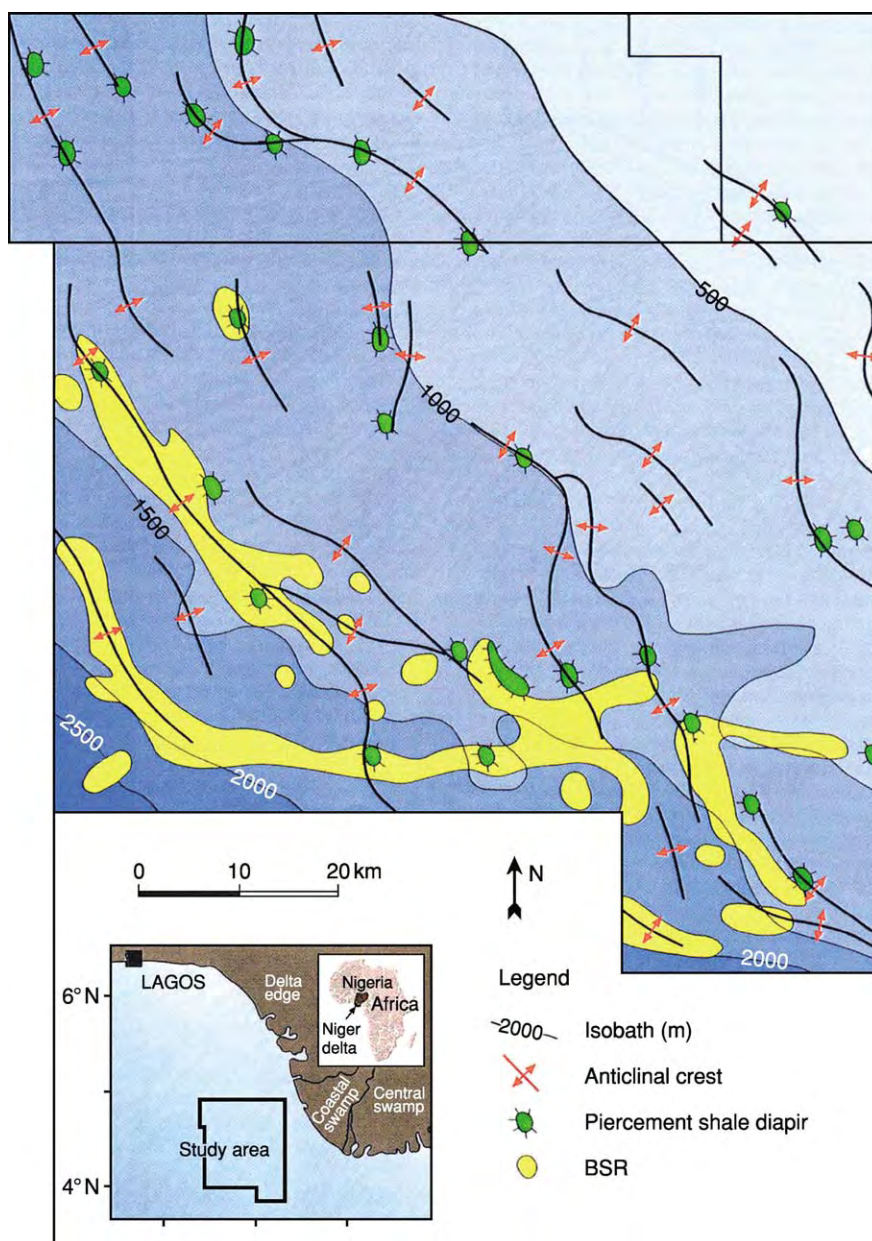 500
1000
1500
2500
2000
2000
0 10 20 km
N
6°N
4°N
LAGOS
Delta
edge
Nigeria
Africa
Niger
delta
Coastal
swamp
Central
swamp
Study area
Legend
2000 Isobath (m)
Anticlinal crest
Piercement shale diapir
BSR